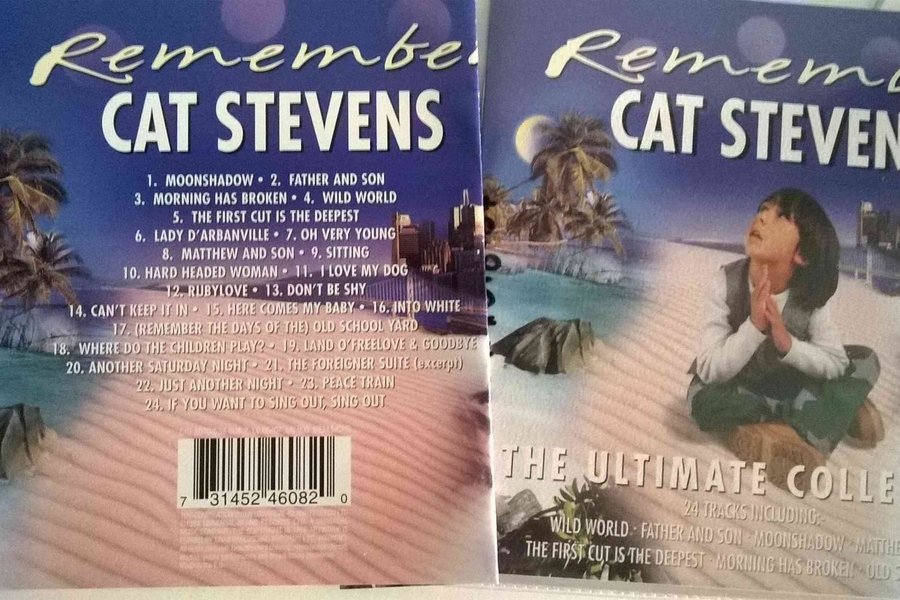 Remembe
CAT STEVENS
1. MOONSHADOW • 2. FATHER AND SON
3. MORNING HAS BROKEN • 4. WILD WORLD
5. THE FIRST CUT IS THE DEEPEST
6. LADY D'ARBANVILLE • 7. OH VERY YOUNG
8. MATTHEW AND SON • 9. SITTING
10. HARD HEADED WOMAN • 11. I LOVE MY DOG
12. RUBYLOVE • 13. DON'T BE SHY
14. CAN'T KEEP IT IN • 15. HERE COMES MY BABY • 16. INTO WHITE
17. (REMEMBER THE DAYS OF THE) OLD SCHOOL YARD
18. WHERE DO THE CHILDREN PLAY? • 19. LAND O'FREELOVE & GOODBYE
20. ANOTHER SATURDAY NIGHT • 21. THE FOREIGNER SUITE (excerpt)
22. JUST ANOTHER NIGHT • 23. PEACE TRAIN
24. IF YOU WANT TO SING OUT, SING OUT
7 31452 46082 0
Rememb
CAT STEVEN
THE ULTIMATE COLLE
24 TRACKS INCLUDING:
WILD WORLD · FATHER AND SON · MOONSHADOW · MATTH
THE FIRST CUT IS THE DEEPEST · MORNING HAS BROKEN · OLD S